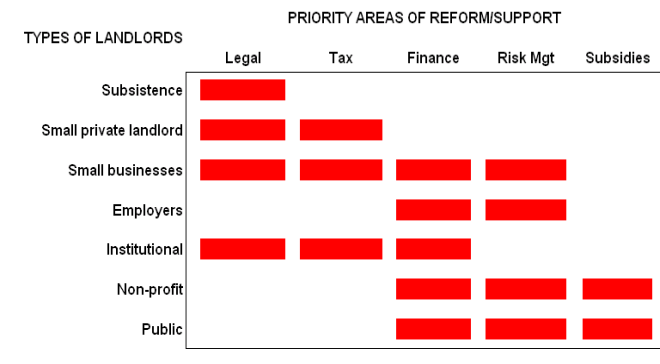 PRIORITY AREAS OF REFORM/SUPPORT
TYPES OF LANDLORDS
Legal Tax Finance Risk Mgt Subsidies
Subsistence
Small private landlord
Small businesses
Employers
Institutional
Non-profit
Public